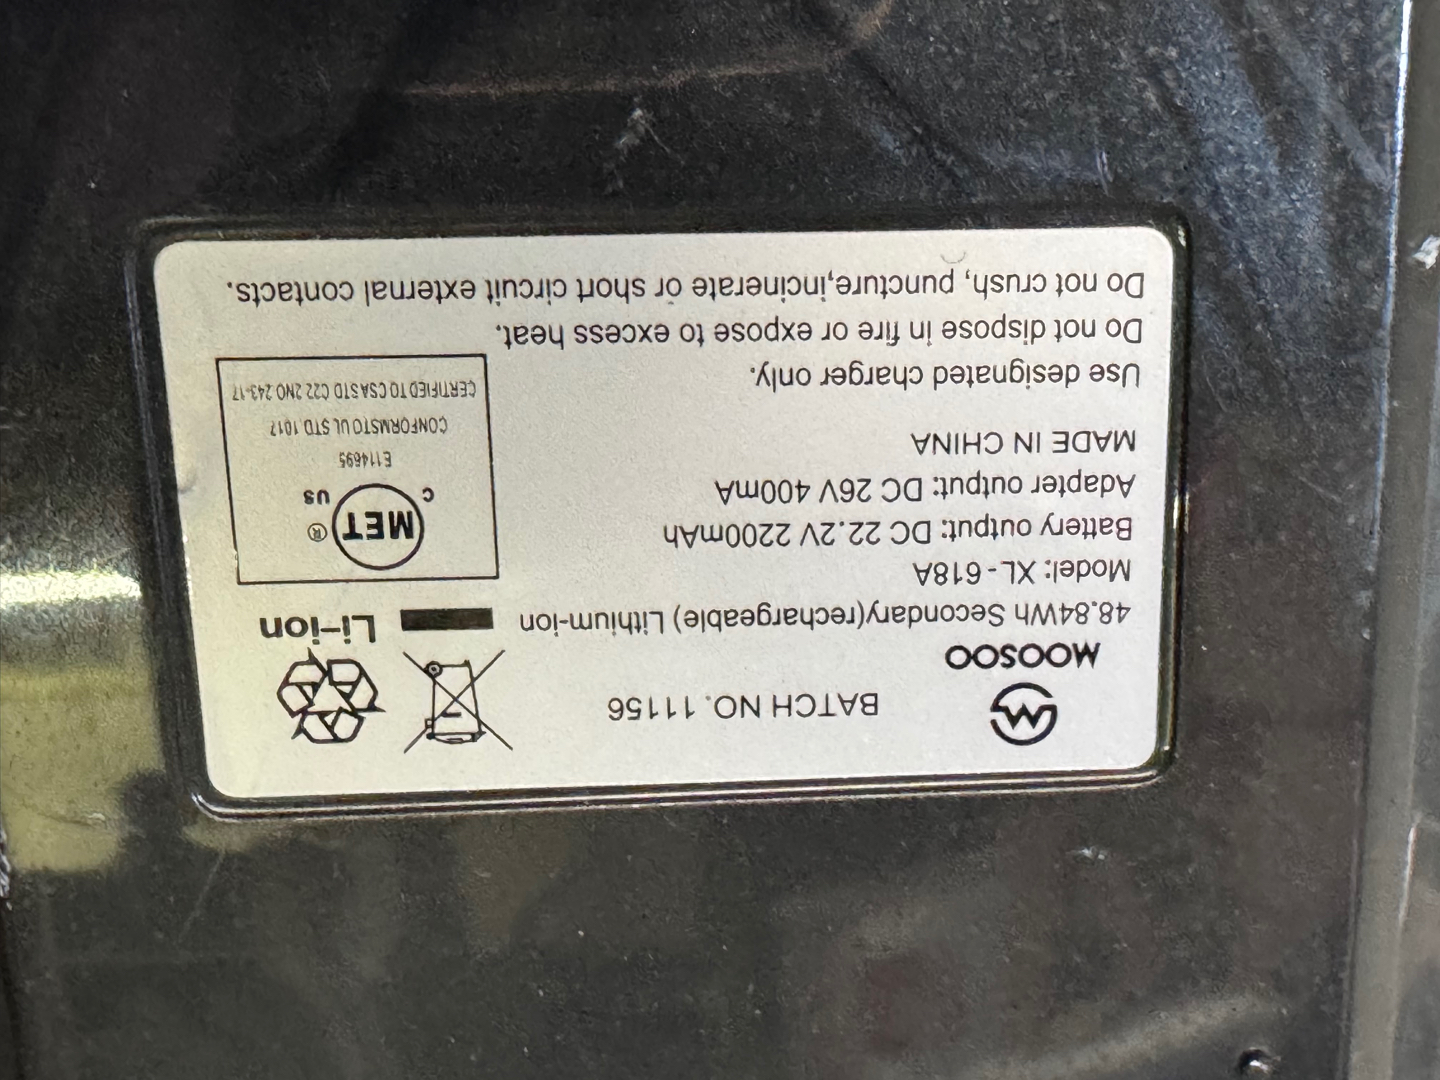 BATCH NO. 11156
MOOSOO
48.84Wh Secondary(rechargeable) Lithium-ion
Li-ion
Model: XL-618A
Battery output: DC 22.2V 2200mAh
Adapter output: DC 26V 400mA
MADE IN CHINA
MET ®
C US
E114695
CONFORMSTO UL STD 1017
CERTIFIED TO CSA STD C22 2NO 243-17
Use designated charger only.
Do not dispose in fire or expose to excess heat.
Do not crush, puncture,incinerate or short circuit external contacts.